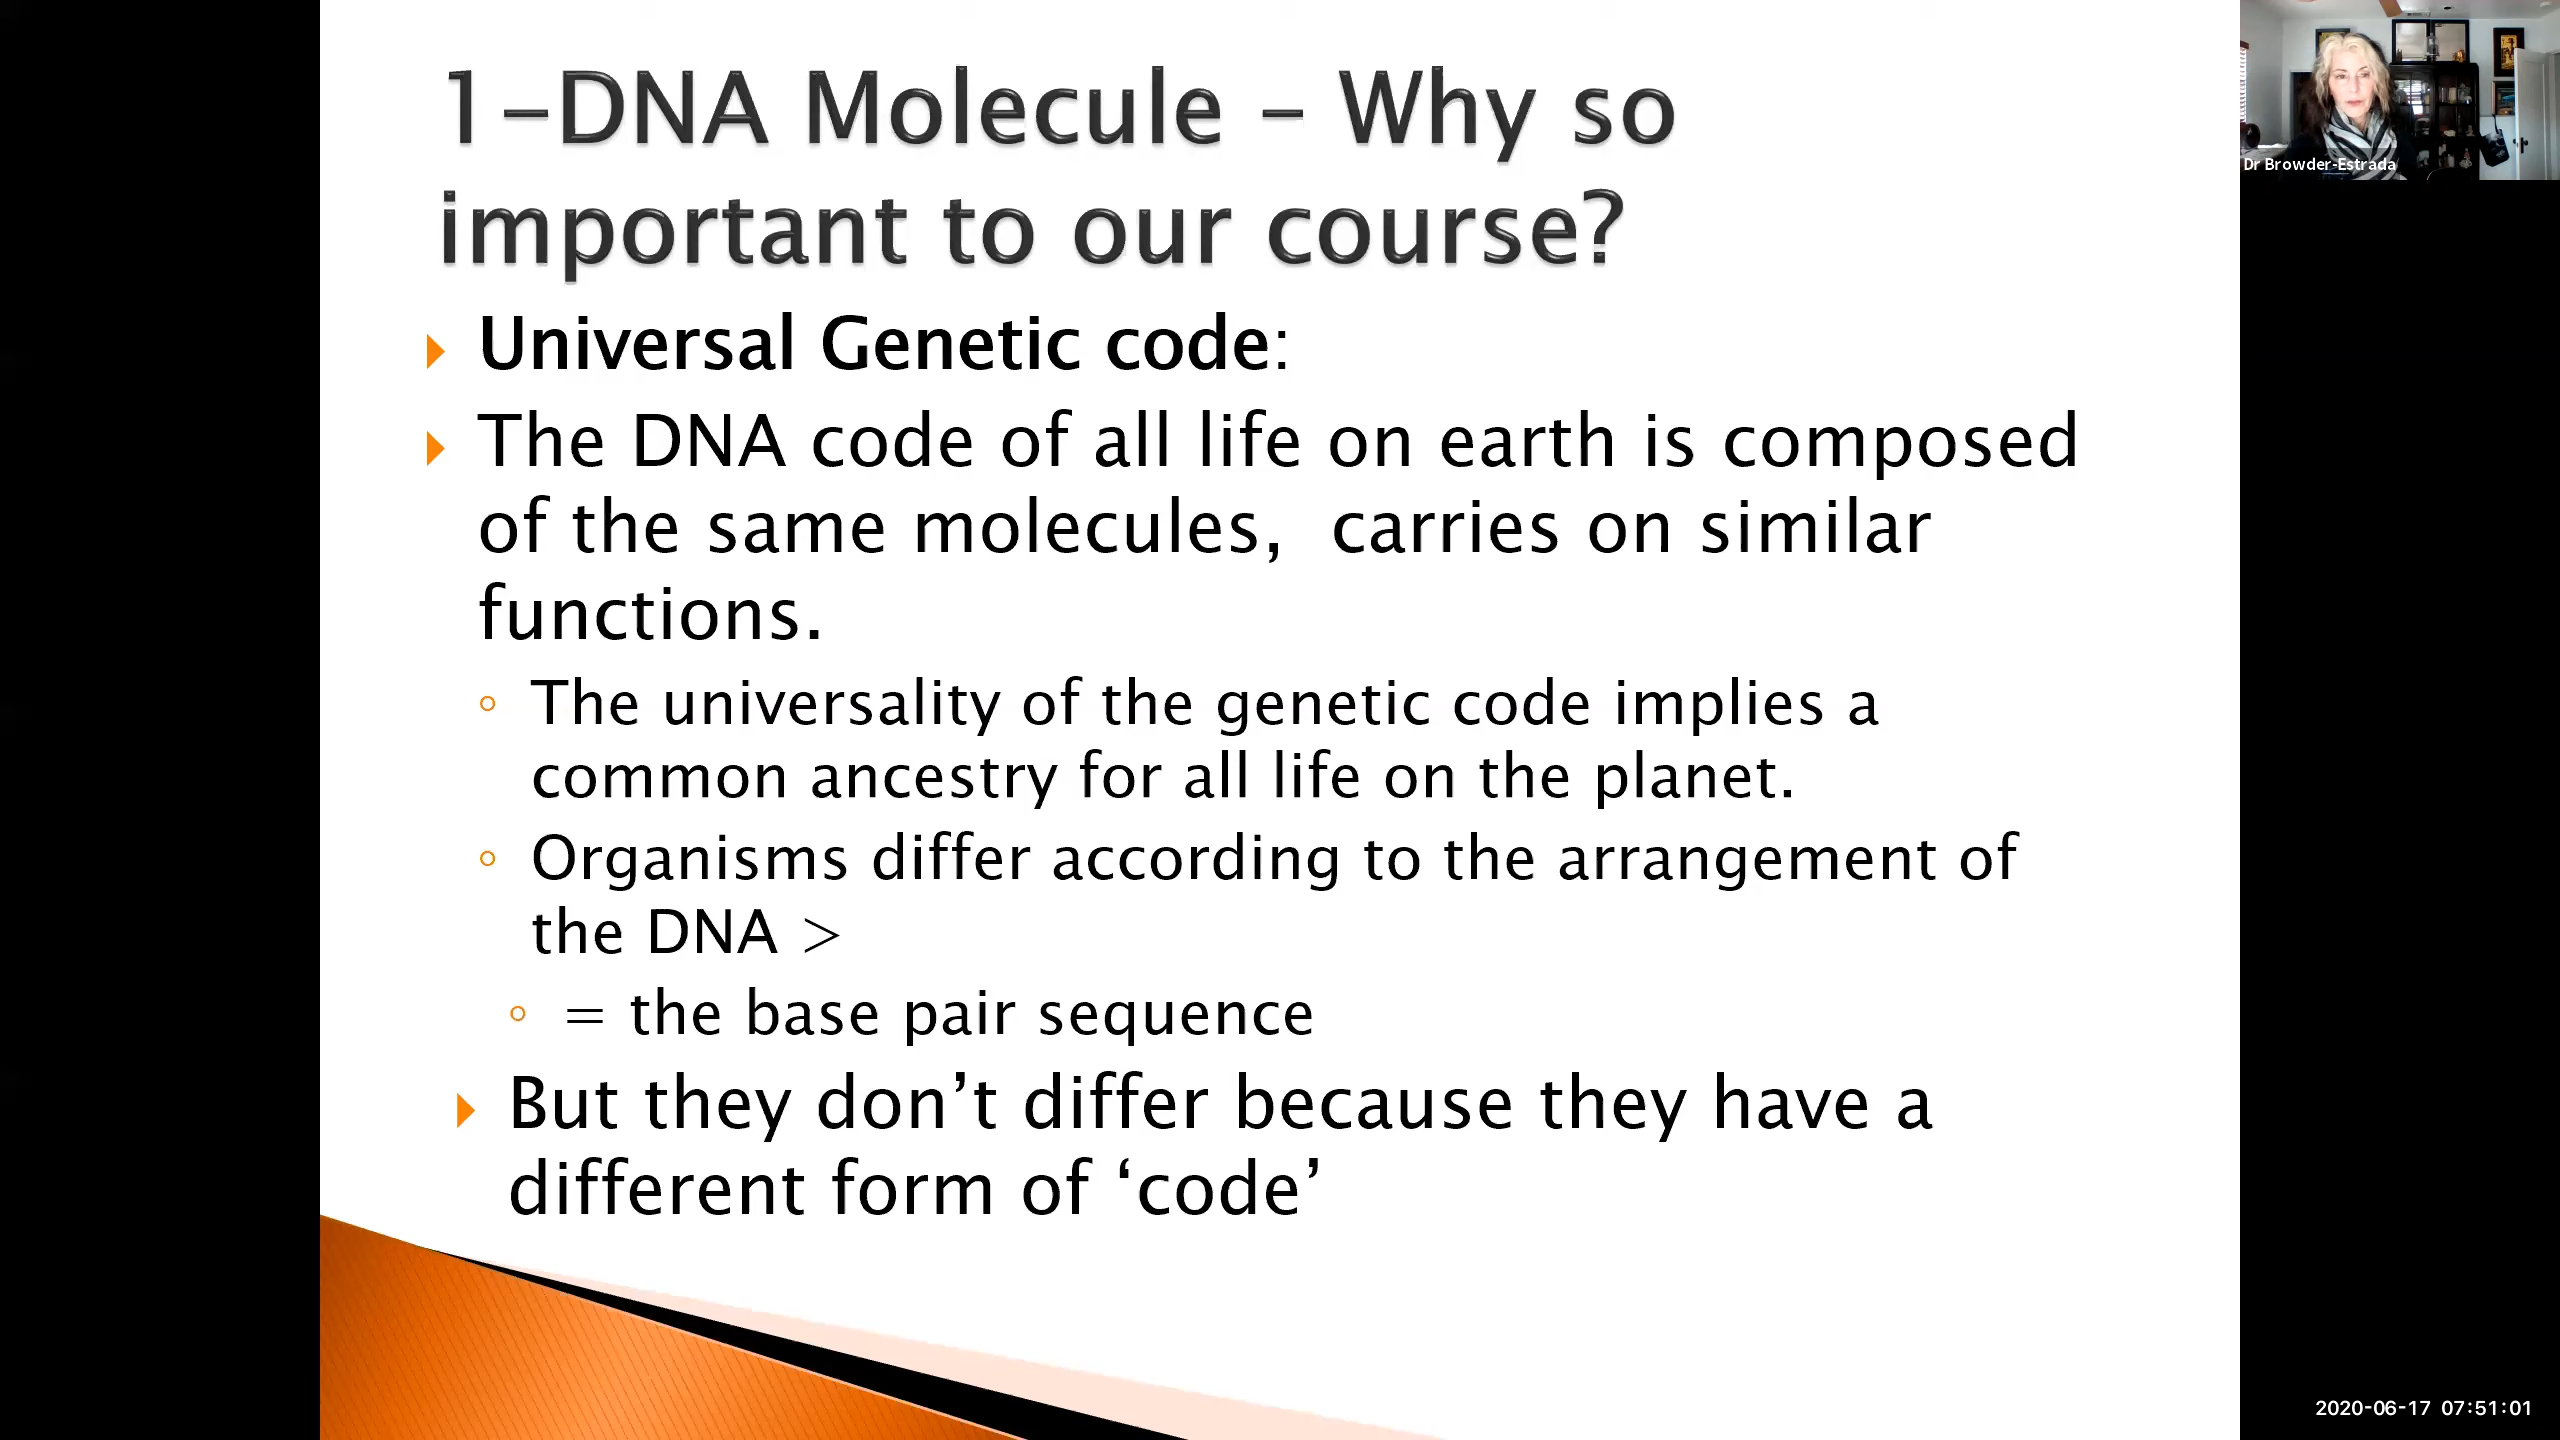 1-DNA Molecule – Why so
important to our course?
Universal Genetic code:
The DNA code of all life on earth is composed
of the same molecules, carries on similar
functions.
The universality of the genetic code implies a
common ancestry for all life on the planet.
Organisms differ according to the arrangement of
the DNA >
= the base pair sequence
But they don’t differ because they have a
different form of ‘code’
Dr Browder-Estrada
2020-06-17 07:51:01